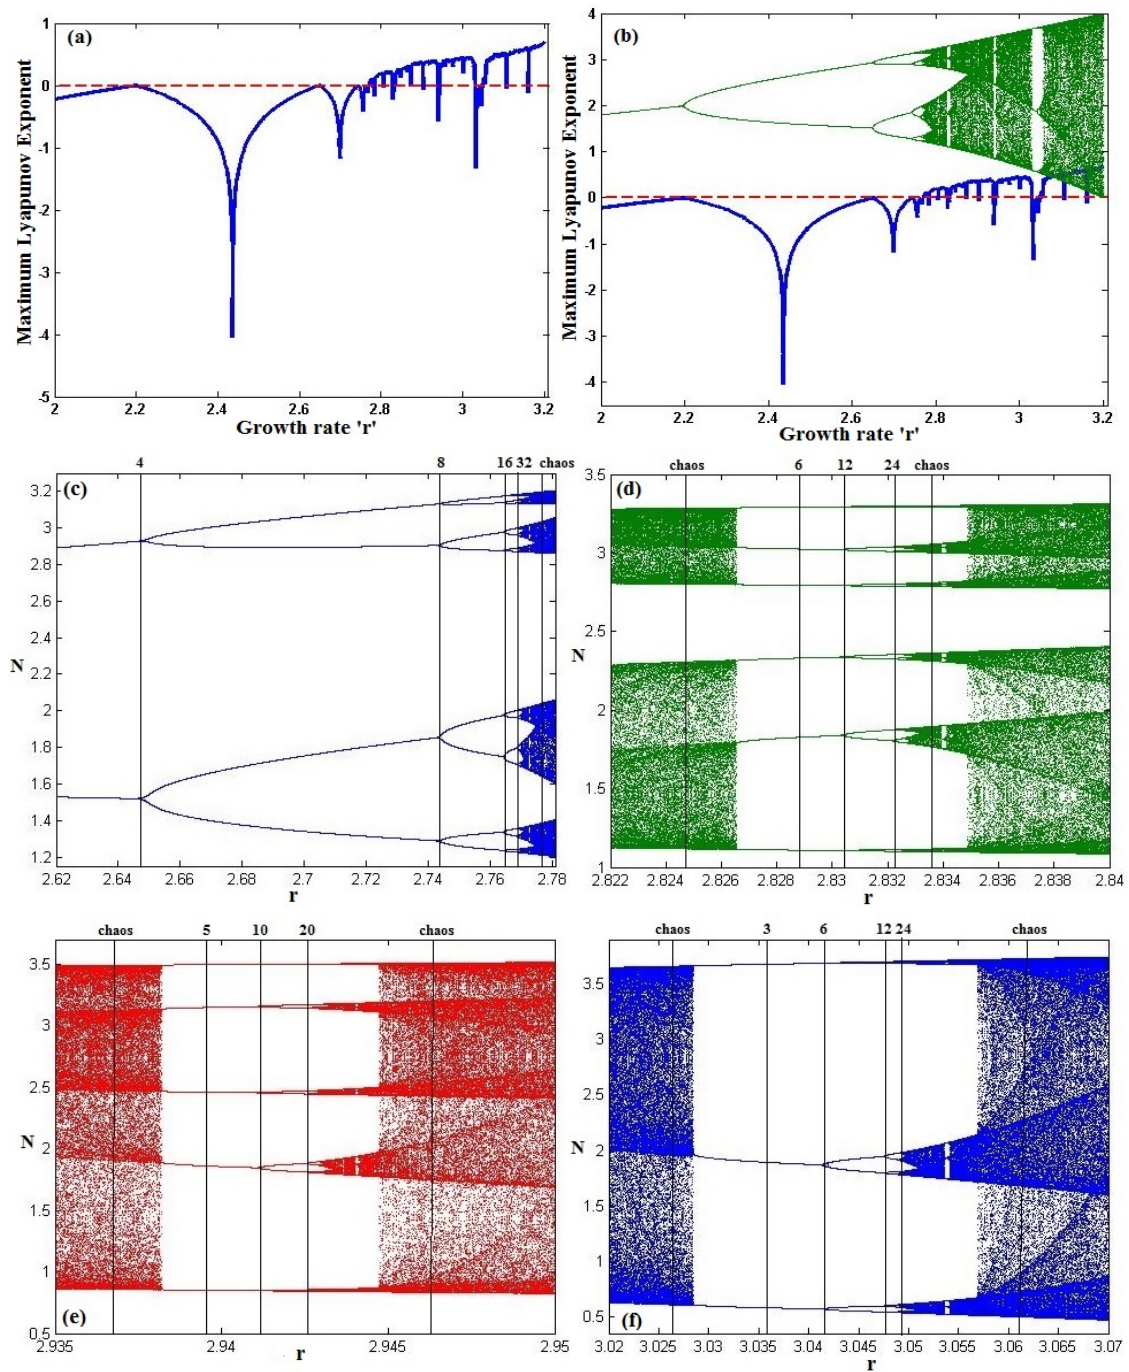 (a)
Maximum Lyapunov Exponent
1
0
-1
-2
-3
-4
-5
2 2.2 2.4 2.6 2.8 3 3.2
Growth rate 'r'
(b)
Maximum Lyapunov Exponent
4
3
2
1
0
-1
-2
-3
-4
2 2.2 2.4 2.6 2.8 3 3.2
Growth rate 'r'
4 8 16 32 chaos
(c)
N
3.2
3
2.8
2.6
2.4
2.2
2
1.8
1.6
1.4
1.2
2.62 2.64 2.66 2.68 2.7 2.72 2.74 2.76 2.78
r
chaos 6 12 24 chaos
(d)
N
3.5
3
2.5
2
1.5
1
2.822 2.824 2.826 2.828 2.83 2.832 2.834 2.836 2.838 2.84
r
chaos 5 10 20 chaos
N
3.5
3
2.5
2
1.5
1
0.5
(e)
2.935 2.94 2.945 2.95
r
chaos 3 6 12 24 chaos
N
3.5
3
2.5
2
1.5
1
0.5
(f)
3.02 3.025 3.03 3.035 3.04 3.045 3.05 3.055 3.06 3.065 3.07
r